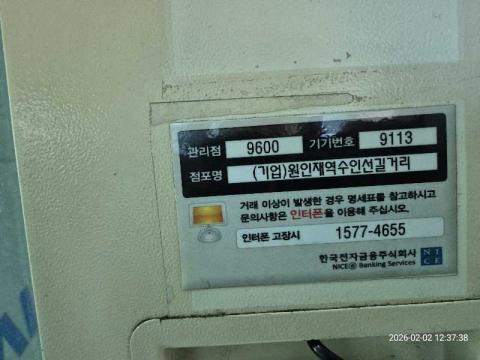 관리점 9600 기기번호 9113
점포명 (기업)원인재역수인선길거리
거래 이상이 발생한 경우 명세표를 참고하시고
문의사항은 인터폰을 이용해 주십시오.
인터폰 고장시 1577-4655
한국전자금융주식회사
NICE Banking Services
NI
CE
2026-02-02 12:37:38